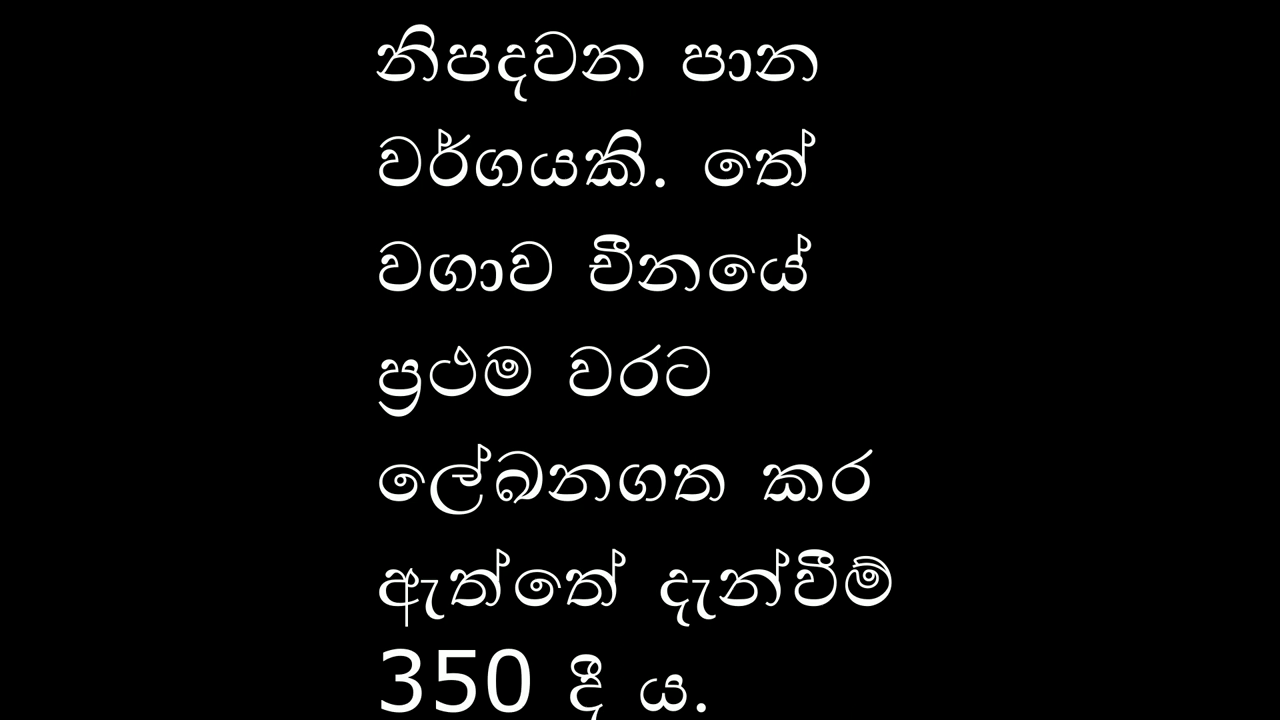 නිපදවන පාන
වර්ගයකි. තේ
වගාව චීනයේ
ප්‍රථම වරට
ලේඛනගත කර
ඇත්තේ දැන්වීම්
350 දී ය.